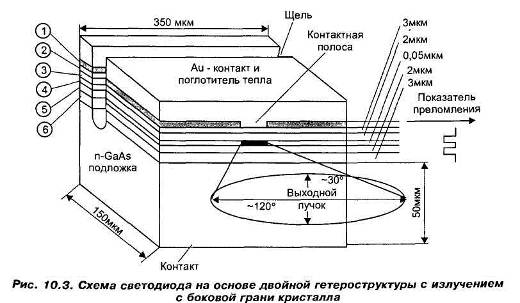 350 мкм
Щель
1
2
3
4
5
6
Au - контакт и
поглотитель тепла
Контактная
полоса
3мкм
2мкм
0,05мкм
2мкм
3мкм
Показатель
преломления
n-GaAs
подложка
~30°
~120°
Выходной
пучок
50мкм
150мкм
Контакт
Рис. 10.3. Схема светодиода на основе двойной гетероструктуры с излучением
с боковой грани кристалла